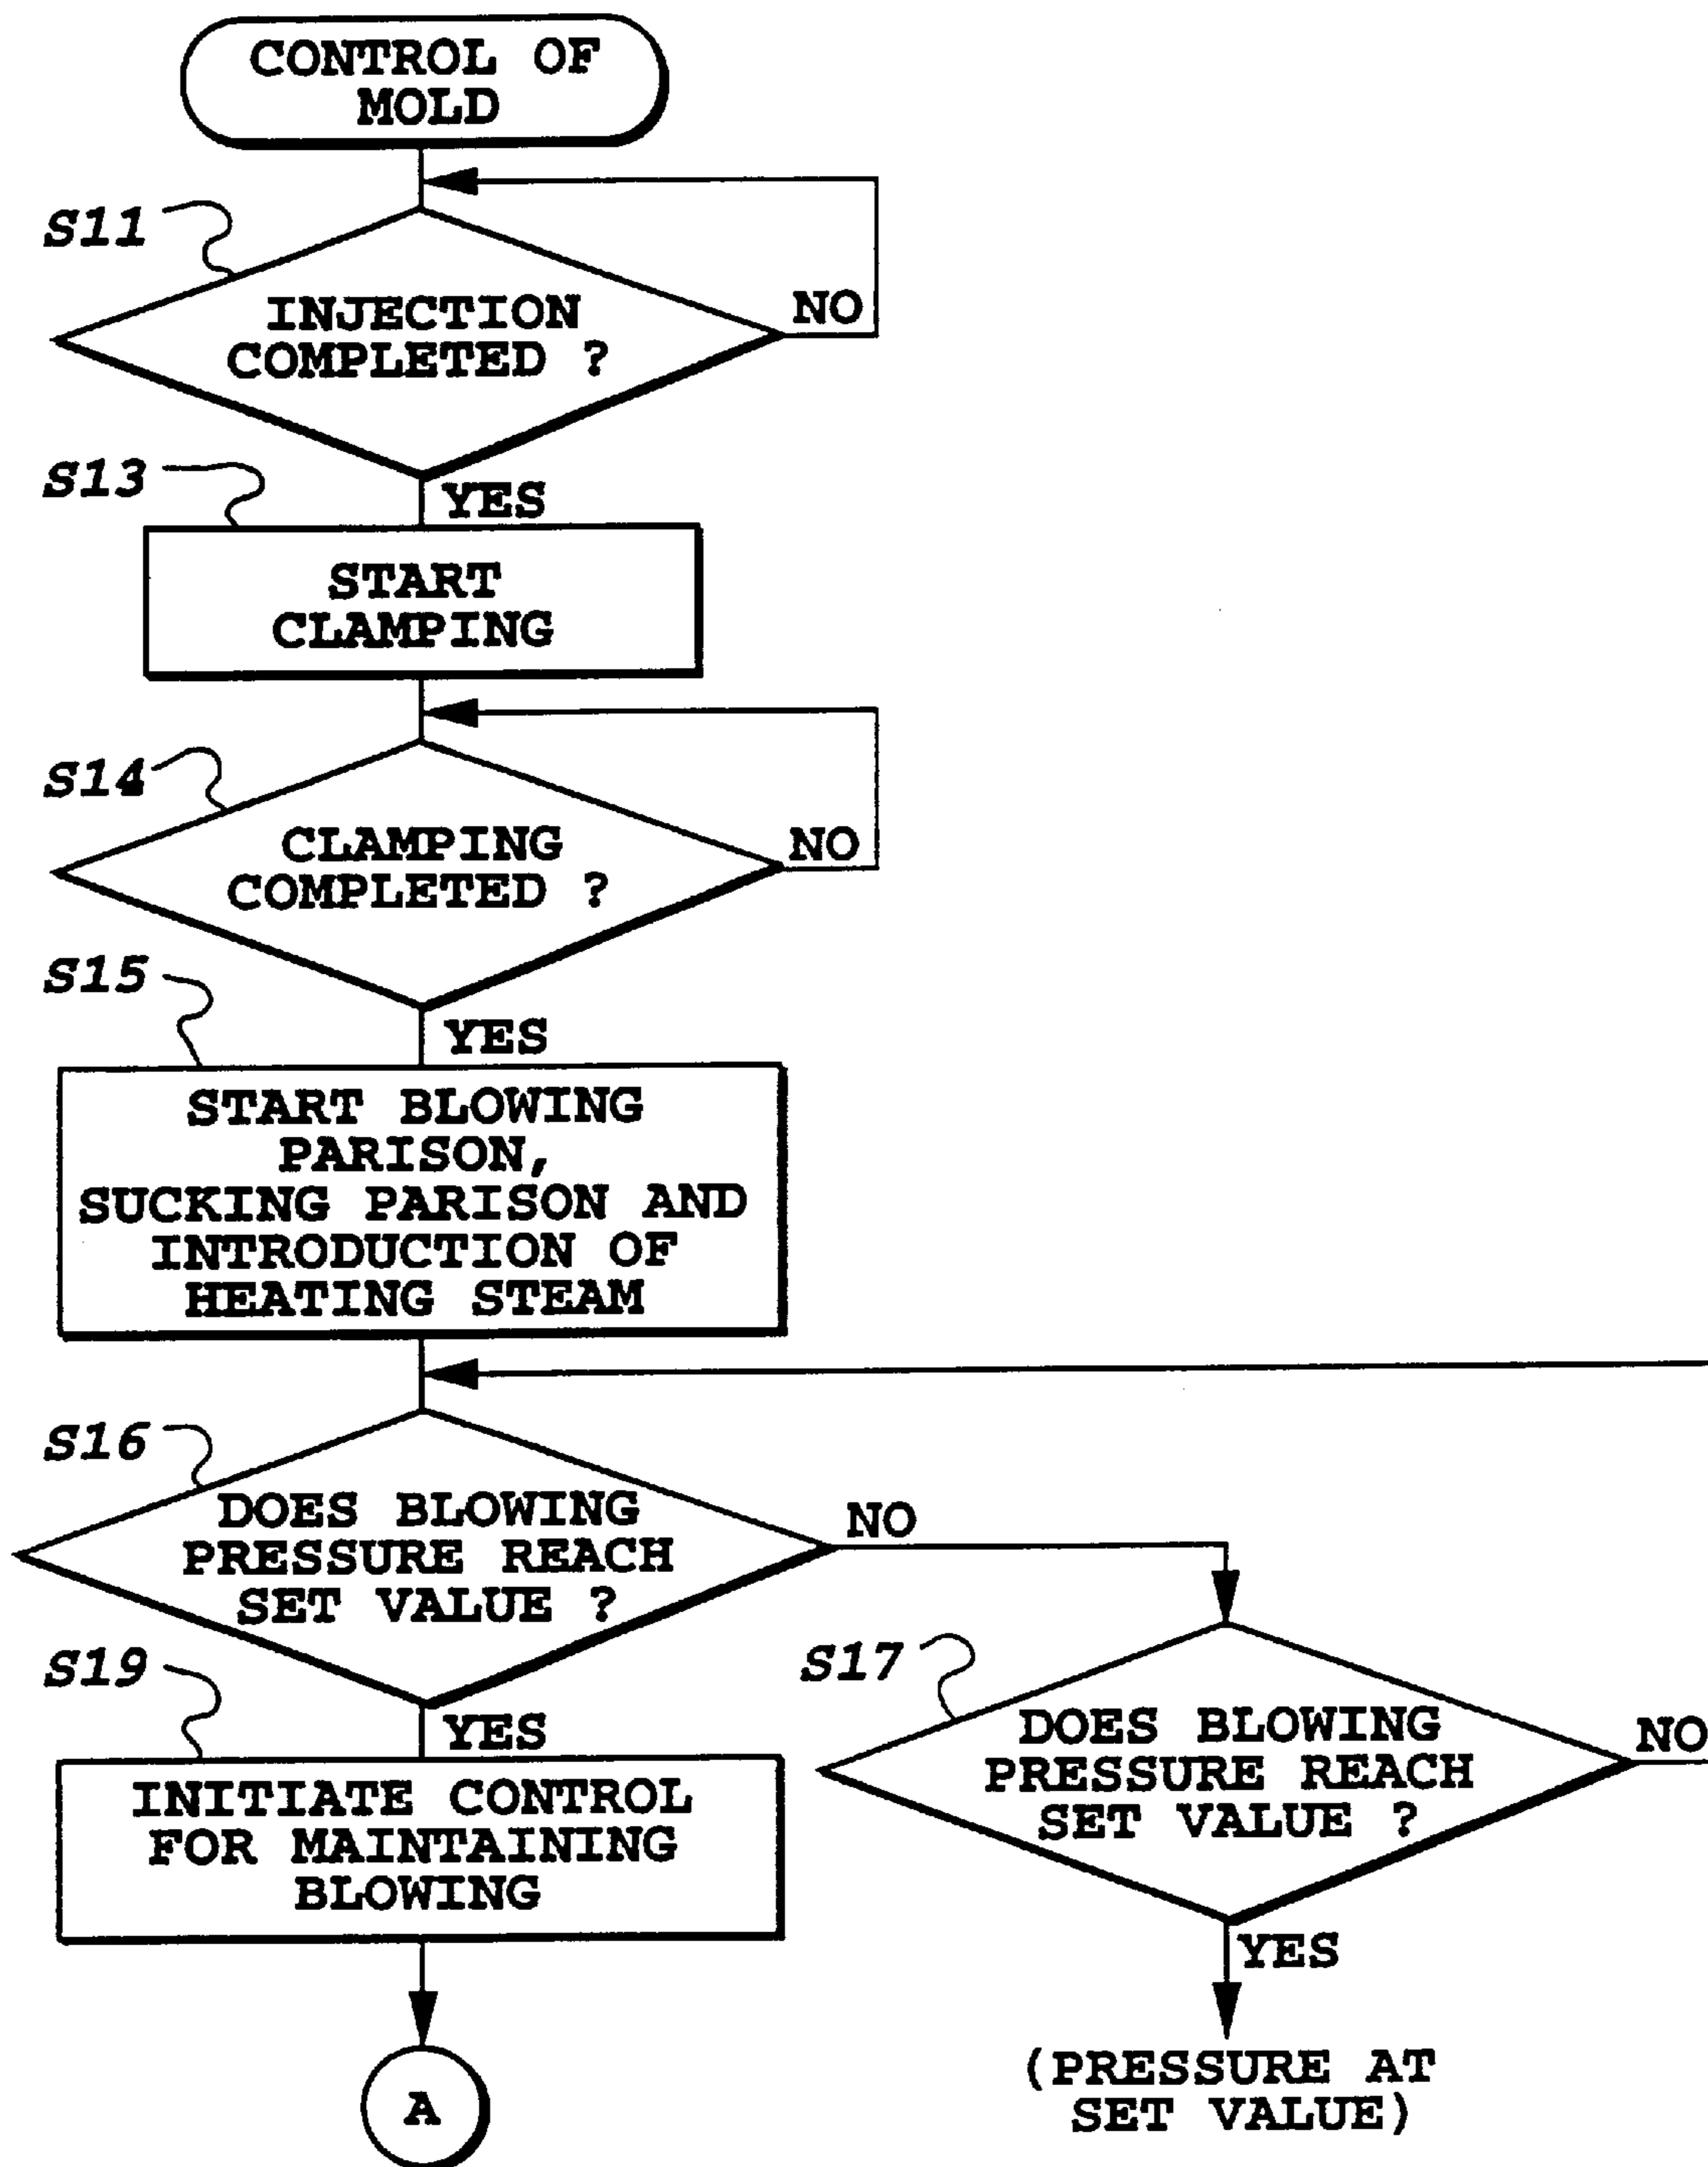 CONTROL OF
MOLD
S11
INJECTION
COMPLETED ?
NO
S13
YES
START
CLAMPING
S14
CLAMPING
COMPLETED ?
NO
S15
YES
START BLOWING
PARISON,
SUCKING PARISON AND
INTRODUCTION OF
HEATING STEAM
S16
DOES BLOWING
PRESSURE REACH
SET VALUE ?
NO
S19
YES
INITIATE CONTROL
FOR MAINTAINING
BLOWING
A
S17
DOES BLOWING
PRESSURE REACH
SET VALUE ?
NO
YES
(PRESSURE AT
SET VALUE)